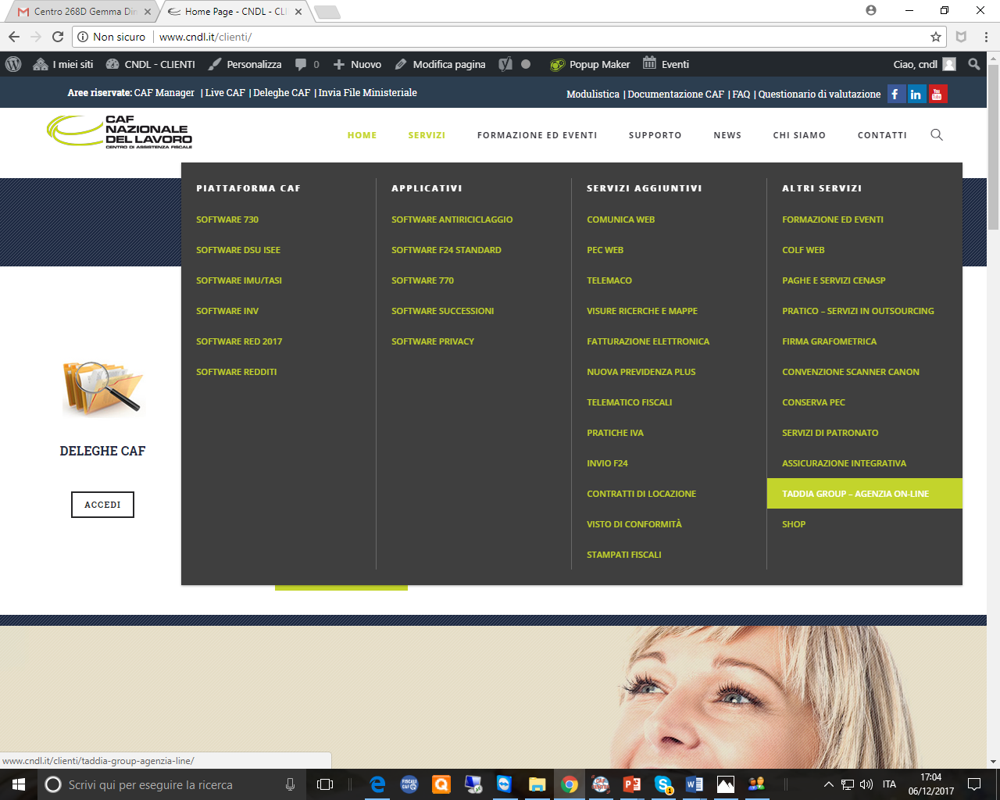 Centro 268D Gemma Din
Home Page - CNDL - CLI
Non sicuro
www.cndl.it/clienti/
I miei siti
CNDL - CLIENTI
Personalizza
0
Nuovo
Modifica pagina
Popup Maker
Eventi
Ciao, cndl
Aree riservate: CAF Manager | Live CAF | Deleghe CAF | Invia File Ministeriale
Modulistica | Documentazione CAF | FAQ | Questionario di valutazione
CAF
NAZIONALE
DEL LAVORO
CENTRO DI ASSISTENZA FISCALE
HOME
SERVIZI
FORMAZIONE ED EVENTI
SUPPORTO
NEWS
CHI SIAMO
CONTATTI
PIATTAFORMA CAF
SOFTWARE 730
SOFTWARE DSU ISEE
SOFTWARE IMU/TASI
SOFTWARE INV
SOFTWARE RED 2017
SOFTWARE REDDITI
APPLICATIVI
SOFTWARE ANTIRICICLAGGIO
SOFTWARE F24 STANDARD
SOFTWARE 770
SOFTWARE SUCCESSIONI
SOFTWARE PRIVACY
SERVIZI AGGIUNTIVI
COMUNICA WEB
PEC WEB
TELEMACO
VISURE RICERCHE E MAPPE
FATTURAZIONE ELETTRONICA
NUOVA PREVIDENZA PLUS
TELEMATICO FISCALI
PRATICHE IVA
INVIO F24
CONTRATTI DI LOCAZIONE
VISTO DI CONFORMITÀ
STAMPATI FISCALI
ALTRI SERVIZI
FORMAZIONE ED EVENTI
COLF WEB
PAGHE E SERVIZI CENASP
PRATICO – SERVIZI IN OUTSOURCING
FIRMA GRAFOMETRICA
CONVENZIONE SCANNER CANON
CONSERVA PEC
SERVIZI DI PATRONATO
ASSICURAZIONE INTEGRATIVA
TADDIA GROUP – AGENZIA ON-LINE
SHOP
DELEGHE CAF
ACCEDI
www.cndl.it/clienti/taddia-group-agenzia-line/
Scrivi qui per eseguire la ricerca
ITA
17:04
06/12/2017